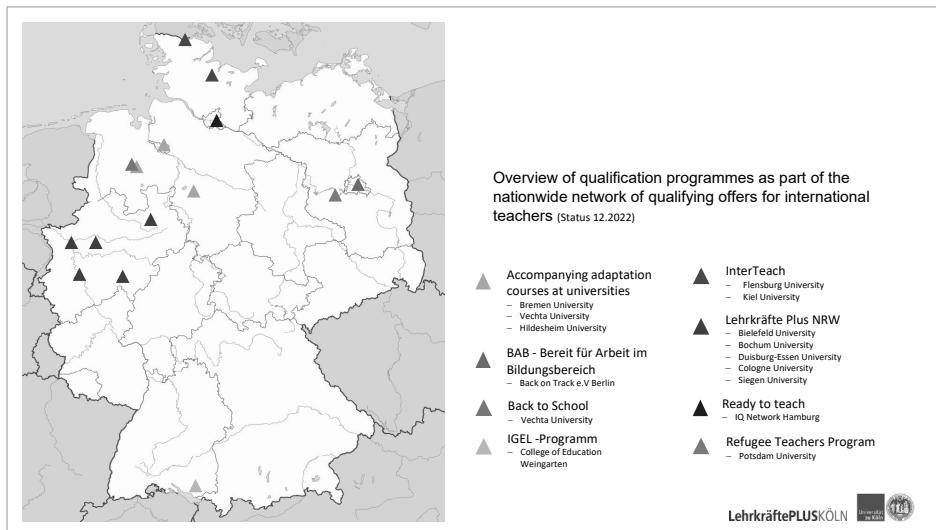 Overview of qualification programmes as part of the
nationwide network of qualifying offers for international
teachers (Status 12.2022)
Accompanying adaptation
courses at universities
– Bremen University
– Vechta University
– Hildesheim University
BAB - Bereit für Arbeit im
Bildungsbereich
– Back on Track e.V Berlin
Back to School
– Vechta University
IGEL -Programm
– College of Education
Weingarten
InterTeach
– Flensburg University
– Kiel University
Lehrkräfte Plus NRW
– Bielefeld University
– Bochum University
– Duisburg-Essen University
– Cologne University
– Siegen University
Ready to teach
– IQ Network Hamburg
Refugee Teachers Program
– Potsdam University
LehrkräftePLUSKÖLN
Universität
zu Köln